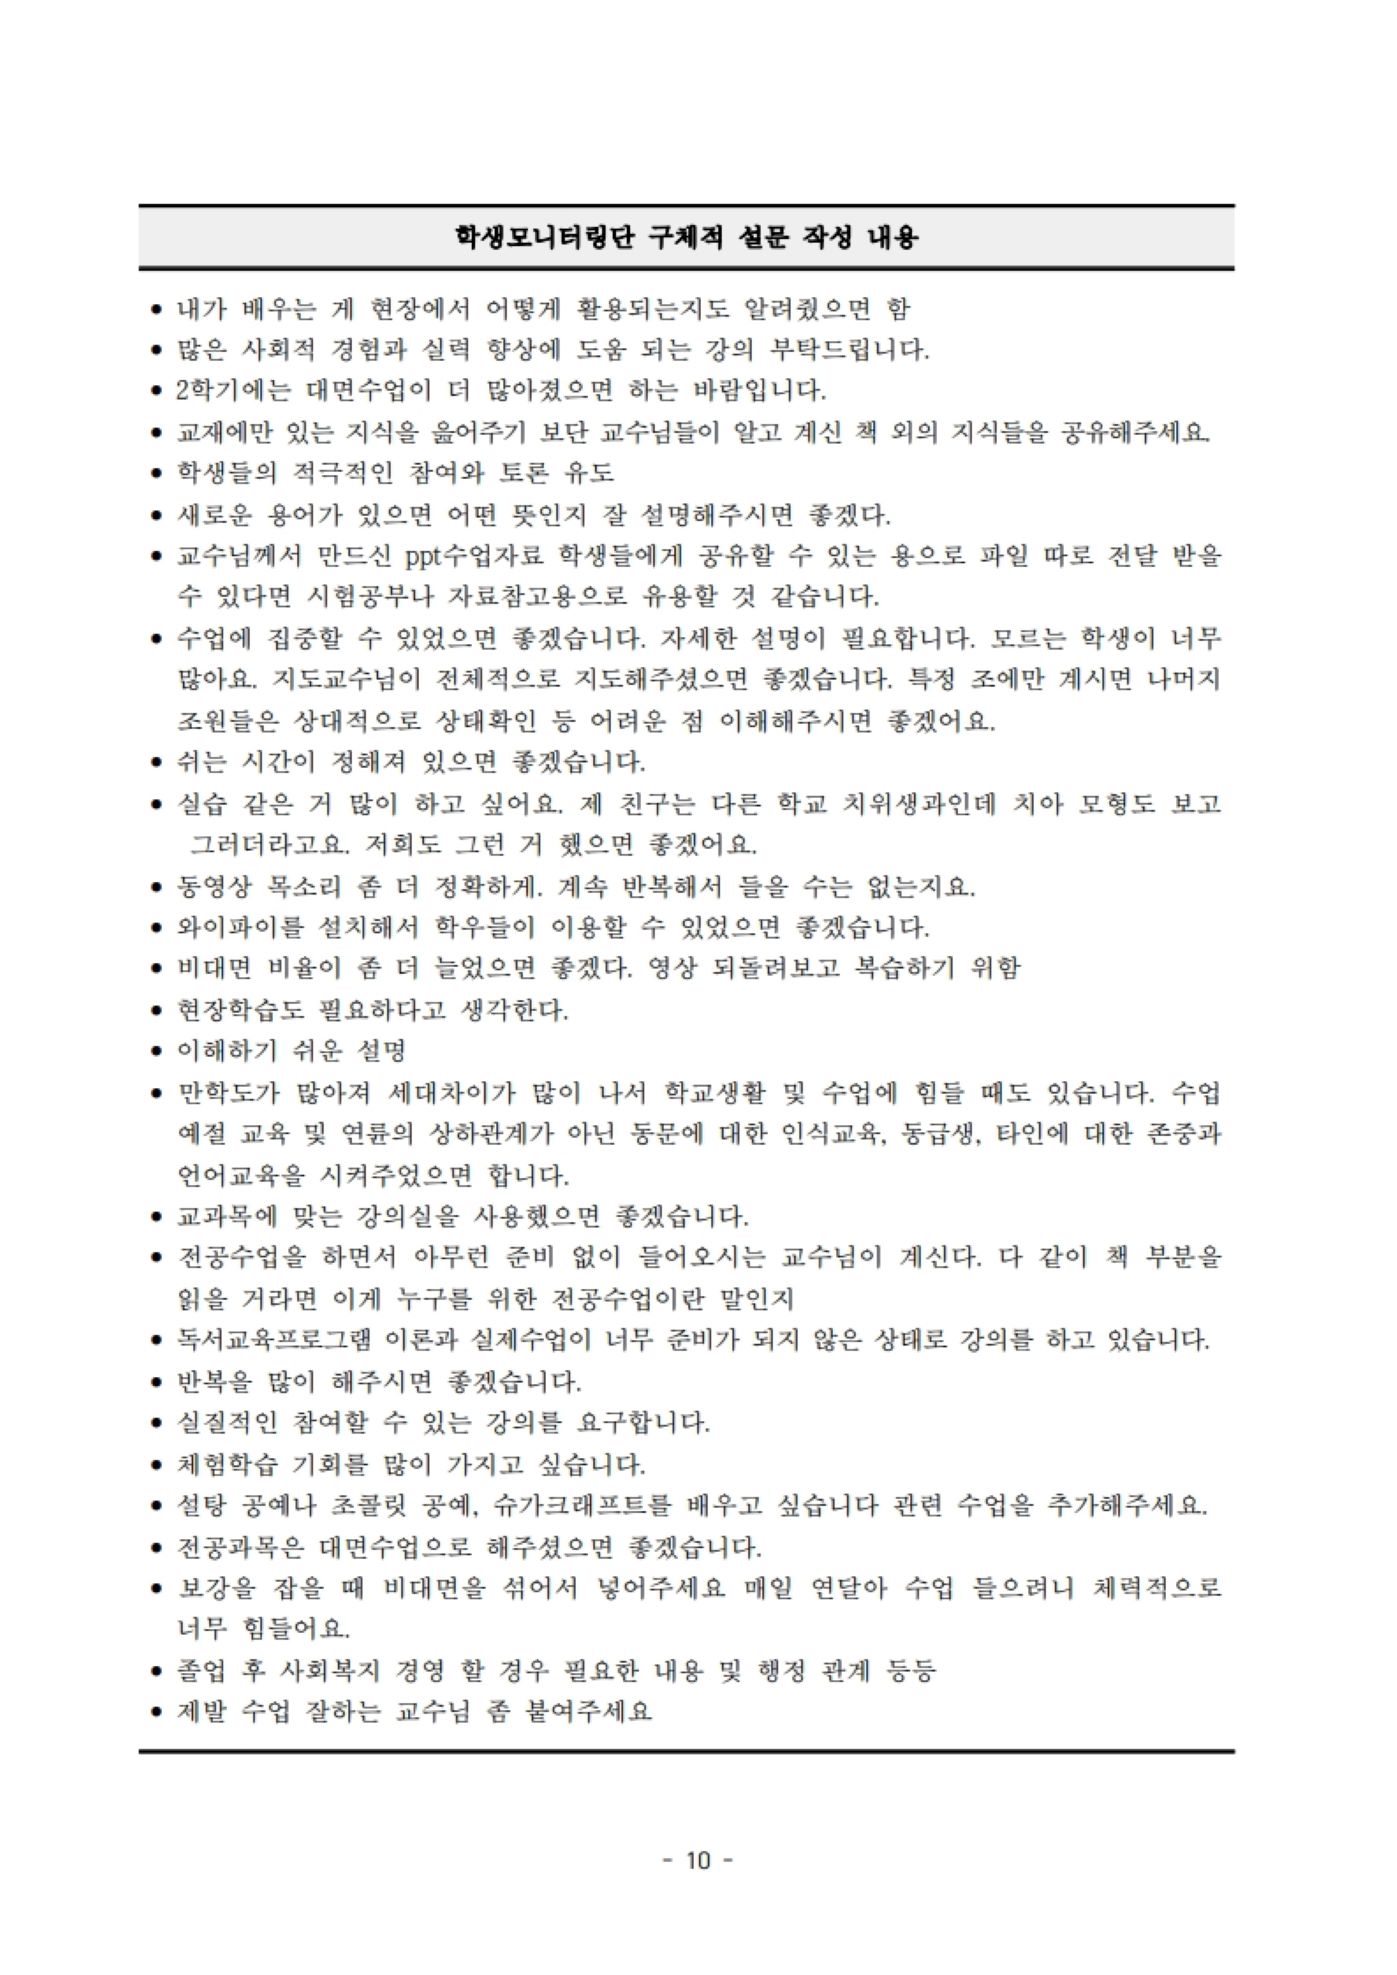 학생모니터링단 구체적 설문 작성 내용
• 내가 배우는 게 현장에서 어떻게 활용되는지도 알려줬으면 함
• 많은 사회적 경험과 실력 향상에 도움 되는 강의 부탁드립니다.
• 2학기에는 대면수업이 더 많아졌으면 하는 바람입니다.
• 교재에만 있는 지식을 읊어주기 보단 교수님들이 알고 계신 책 외의 지식들을 공유해주세요.
• 학생들의 적극적인 참여와 토론 유도
• 새로운 용어가 있으면 어떤 뜻인지 잘 설명해주시면 좋겠다.
• 교수님께서 만드신 ppt수업자료 학생들에게 공유할 수 있는 용으로 파일 따로 전달 받을
수 있다면 시험공부나 자료참고용으로 유용할 것 같습니다.
• 수업에 집중할 수 있었으면 좋겠습니다. 자세한 설명이 필요합니다. 모르는 학생이 너무
많아요. 지도교수님이 전체적으로 지도해주셨으면 좋겠습니다. 특정 조에만 계시면 나머지
조원들은 상대적으로 상태확인 등 어려운 점 이해해주시면 좋겠어요.
• 쉬는 시간이 정해져 있으면 좋겠습니다.
• 실습 같은 거 많이 하고 싶어요. 제 친구는 다른 학교 치위생과인데 치아 모형도 보고
그러더라고요. 저희도 그런 거 했으면 좋겠어요.
• 동영상 목소리 좀 더 정확하게. 계속 반복해서 들을 수는 없는지요.
• 와이파이를 설치해서 학우들이 이용할 수 있었으면 좋겠습니다.
• 비대면 비율이 좀 더 늘었으면 좋겠다. 영상 되돌려보고 복습하기 위함
• 현장학습도 필요하다고 생각한다.
• 이해하기 쉬운 설명
• 만학도가 많아져 세대차이가 많이 나서 학교생활 및 수업에 힘들 때도 있습니다. 수업
예절 교육 및 연륜의 상하관계가 아닌 동문에 대한 인식교육, 동급생, 타인에 대한 존중과
언어교육을 시켜주었으면 합니다.
• 교과목에 맞는 강의실을 사용했으면 좋겠습니다.
• 전공수업을 하면서 아무런 준비 없이 들어오시는 교수님이 계신다. 다 같이 책 부분을
읽을 거라면 이게 누구를 위한 전공수업이란 말인지
• 독서교육프로그램 이론과 실제수업이 너무 준비가 되지 않은 상태로 강의를 하고 있습니다.
• 반복을 많이 해주시면 좋겠습니다.
• 실질적인 참여할 수 있는 강의를 요구합니다.
• 체험학습 기회를 많이 가지고 싶습니다.
• 설탕 공예나 초콜릿 공예, 슈가크래프트를 배우고 싶습니다 관련 수업을 추가해주세요.
• 전공과목은 대면수업으로 해주셨으면 좋겠습니다.
• 보강을 잡을 때 비대면을 섞어서 넣어주세요 매일 연달아 수업 들으려니 체력적으로
너무 힘들어요.
• 졸업 후 사회복지 경영 할 경우 필요한 내용 및 행정 관계 등등
• 제발 수업 잘하는 교수님 좀 붙여주세요
- 10 -